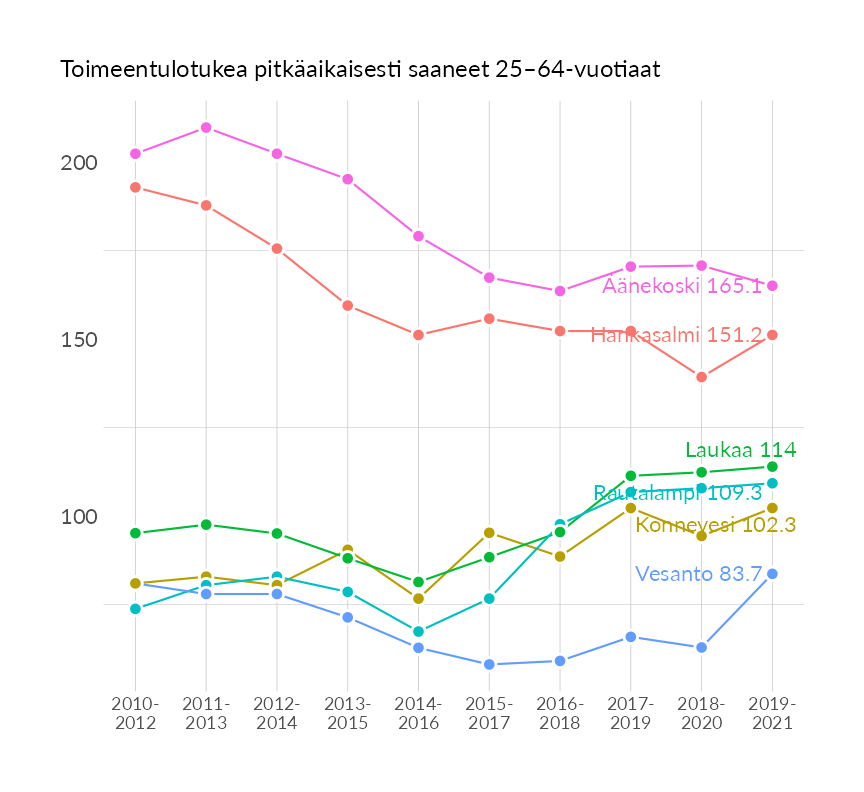 Toimeentulotukea pitkäaikaisesti saaneet 25–64-vuotiaat
200
150
100
Äänekoski 165.1
Hankasalmi 151.2
Laukaa 114
Rautalampi 109.3
Konnevesi 102.3
Vesanto 83.7
2010- 2011- 2012- 2013- 2014- 2015- 2016- 2017- 2018- 2019-
2012 2013 2014 2015 2016 2017 2018 2019 2020 2021